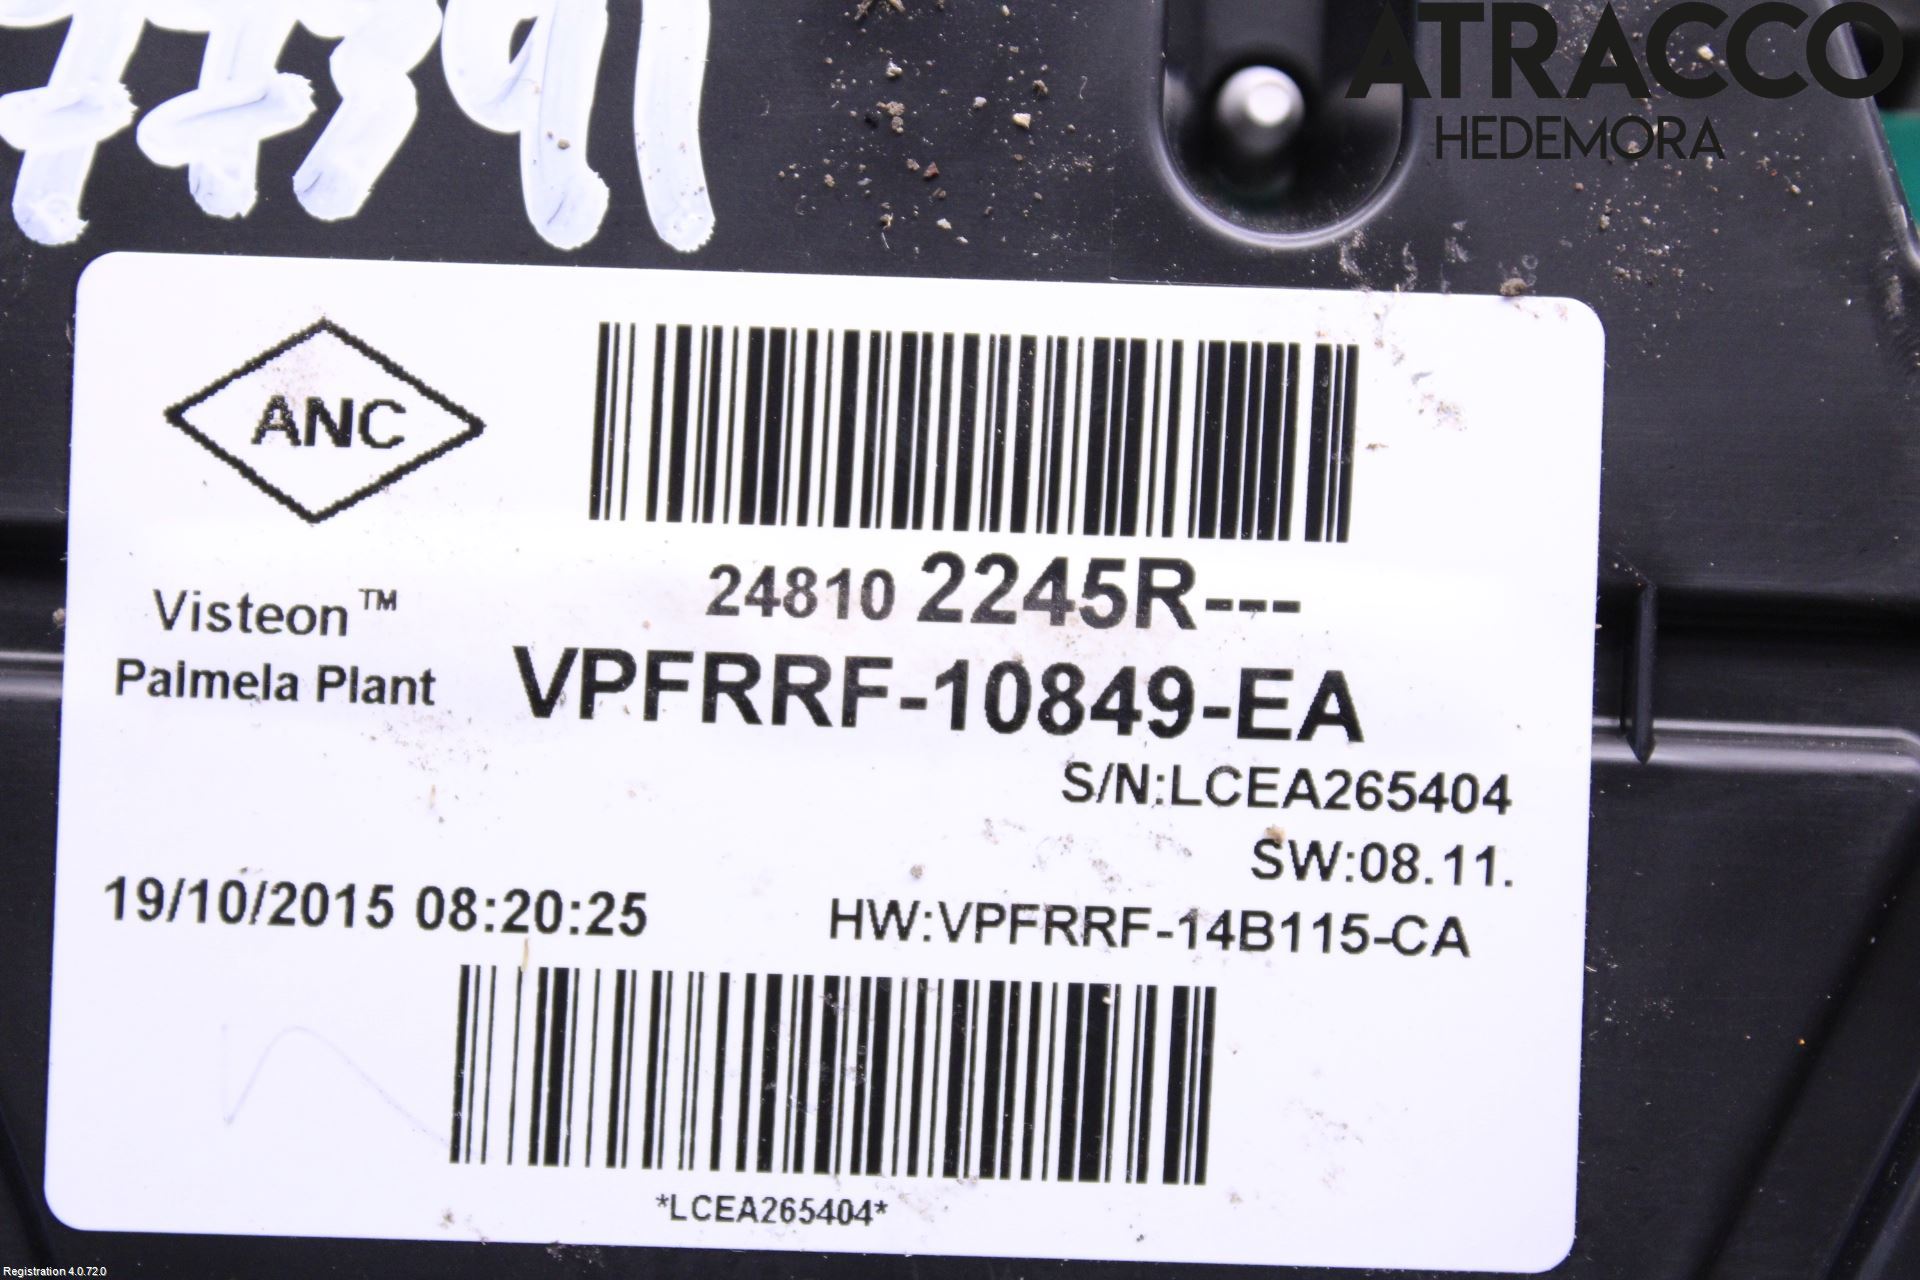 ATRACCO
HEDEMORA
ANC
24810 2245R---
Visteon™
Palmela Plant
VPFRRF-10849-EA
S/N:LCEA265404
SW:08.11.
19/10/2015 08:20:25
HW:VPFRRF-14B115-CA
*LCEA265404*
Registration 4.0.72.0